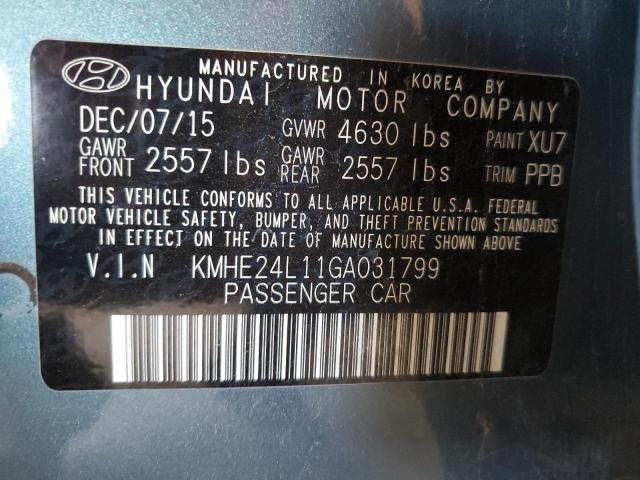 MANUFACTURED IN KOREA BY
HYUNDAI MOTOR COMPANY
DEC/07/15 GVWR 4630 lbs PAINT XU7
GAWR FRONT 2557 lbs GAWR REAR 2557 lbs TRIM PPB
THIS VEHICLE CONFORMS TO ALL APPLICABLE U.S.A. FEDERAL
MOTOR VEHICLE SAFETY, BUMPER, AND THEFT PREVENTION STANDARDS
IN EFFECT ON THE DATE OF MANUFACTURE SHOWN ABOVE
V.I.N KMHE24L11GA031799
PASSENGER CAR